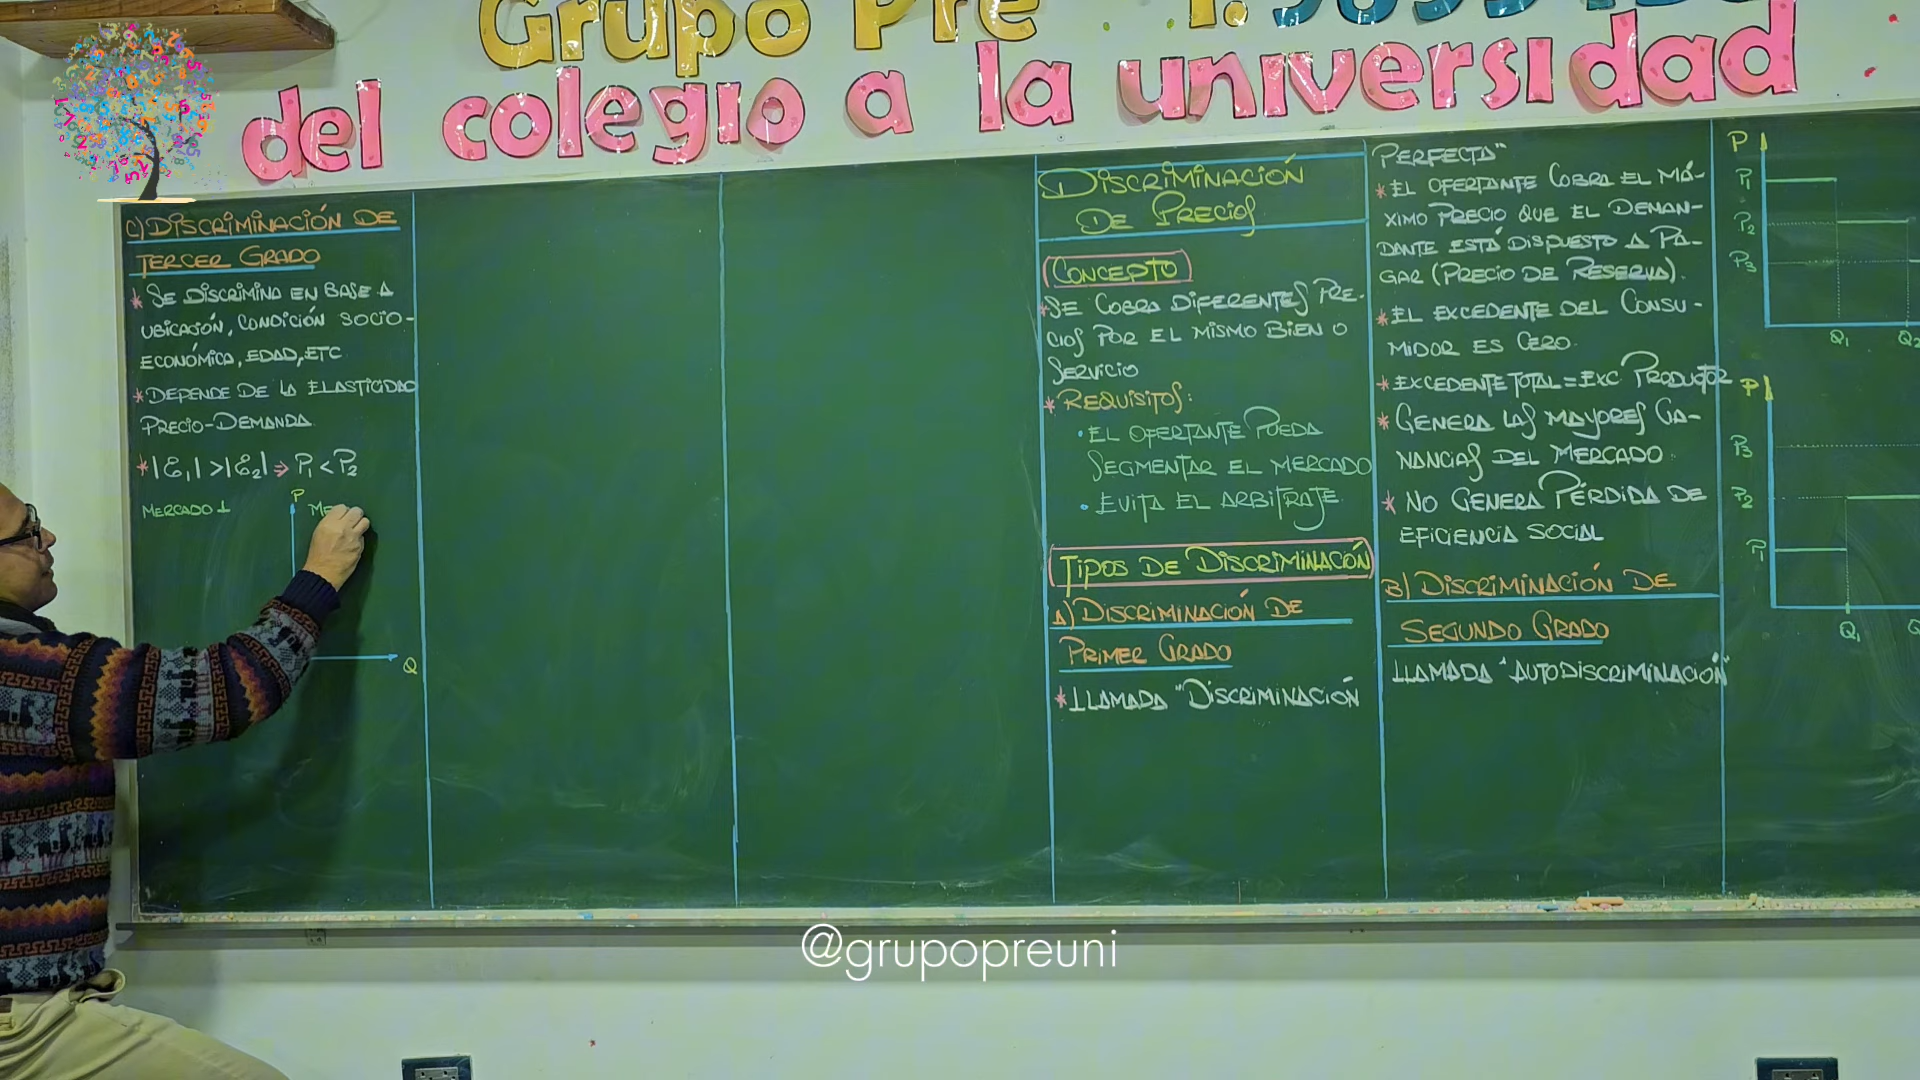 Grupo Pre
del colegio a la universidad
C) DISCRIMINACIÓN DE
TERCER GRADO
* SE DISCRIMINA EN BASE A
UBICACIÓN, CONDICIÓN SOCIO-
ECONÓMICA, EDAD, ETC
* DEPENDE DE LA ELASTICIDAD
PRECIO-DEMANDA
* |Ɛ₁| > |Ɛ₂| ⇒ P₁ < P₂
MERCADO 1
P
ME
Q
DISCRIMINACIÓN
DE PRECIOS
CONCEPTO
* SE COBRA DIFERENTES PRE-
CIOS POR EL MISMO BIEN O
SERVICIO
* REQUISITOS:
• EL OFERTANTE PUEDA
SEGMENTAR EL MERCADO
• EVITA EL ARBITRAJE
TIPOS DE DISCRIMINACIÓN
A) DISCRIMINACIÓN DE
PRIMER GRADO
* LLAMADA "DISCRIMINACIÓN
PERFECTA"
* EL OFERTANTE COBRA EL MÁ-
XIMO PRECIO QUE EL DEMAN-
DANTE ESTÁ DISPUESTO A PA-
GAR (PRECIO DE RESERVA).
* EL EXCEDENTE DEL CONSU-
MIDOR ES CERO.
* EXCEDENTE TOTAL = EXC PRODUCTOR
* GENERA LAS MAYORES GA-
NANCIAS DEL MERCADO.
* NO GENERA PÉRDIDA DE
EFICIENCIA SOCIAL
B) DISCRIMINACIÓN DE
SEGUNDO GRADO
LLAMADA "AUTODISCRIMINACIÓN"
P
P₁
P₂
P₃
Q₁
Q₂
P
P₃
P₂
P₁
Q₁
@grupopreuni